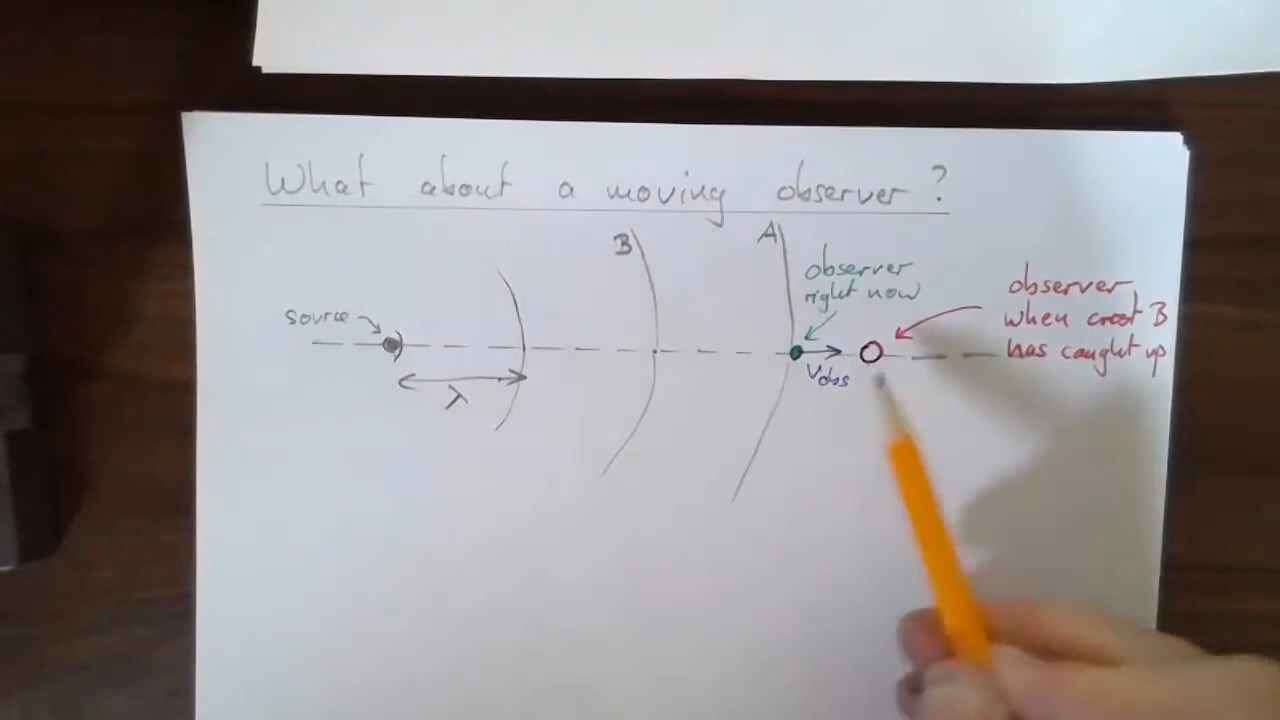 What about a moving observer?
B
A
observer
right now
observer
when crest B
has caught up
source
λ
Vobs